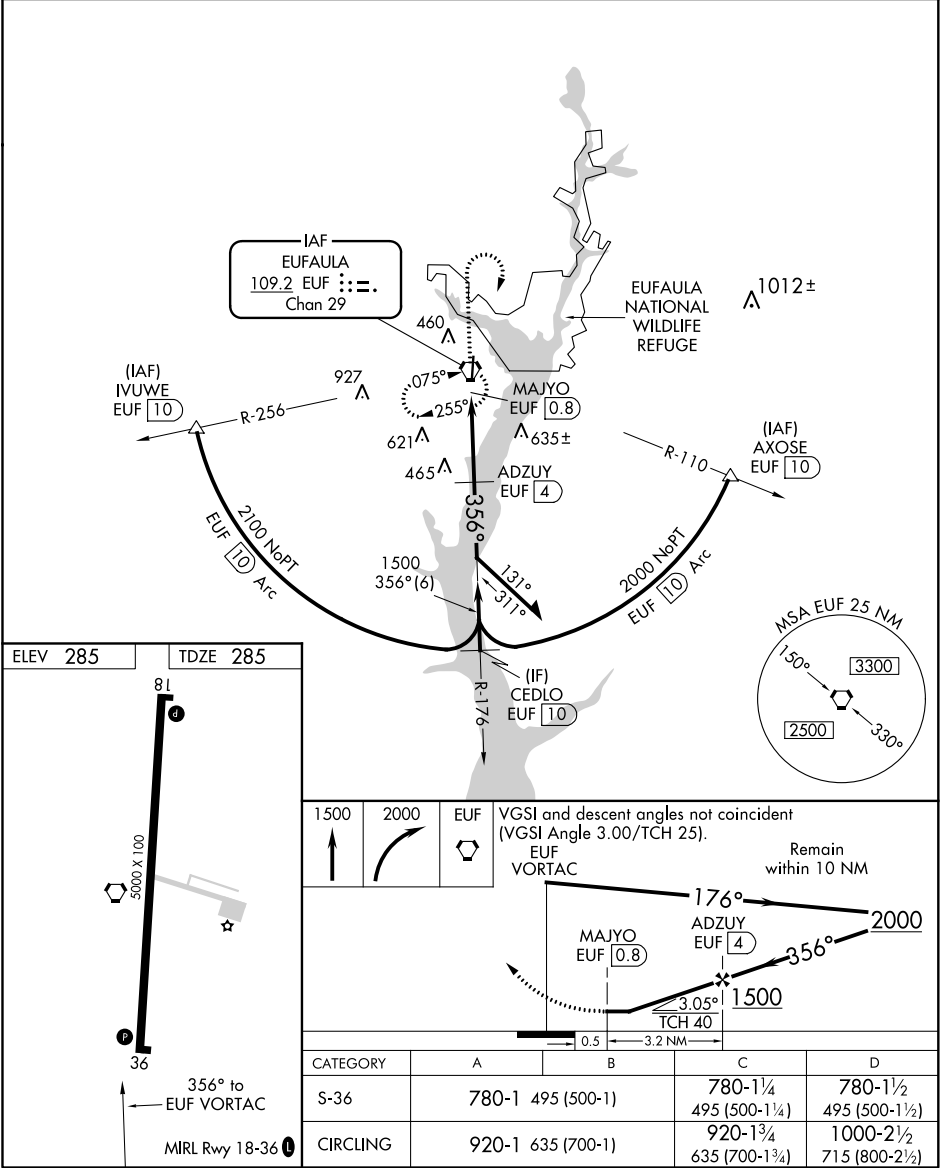 IAF
EUFAULA
109.2 EUF
Chan 29
EUFAULA
NATIONAL
WILDLIFE
REFUGE
1012±
460
(IAF)
IVUWE
EUF 10
R-256
927
075°
255°
MAJYO
EUF 0.8
621
635±
465
ADZUY
EUF 4
R-110
(IAF)
AXOSE
EUF 10
356°
2100 NoPT
EUF 10 Arc
1500
356° (6)
131°
311°
2000 NoPT
EUF 10 Arc
(IF)
CEDLO
EUF 10
R-176
MSA EUF 25 NM
150°
3300
2500
330°
ELEV 285
TDZE 285
18
P
5000 X 100
P
36
356° to
EUF VORTAC
MIRL Rwy 18-36 L
1500
2000
EUF
VGSI and descent angles not coincident
(VGSI Angle 3.00/TCH 25).
EUF
VORTAC
Remain
within 10 NM
176°
2000
MAJYO
EUF 0.8
ADZUY
EUF 4
356°
1500
3.05°
TCH 40
0.5
3.2 NM
CATEGORY A B C D
S-36 780-1 495 (500-1) 780-1¼ 780-1½
495 (500-1¼) 495 (500-1½)
CIRCLING 920-1 635 (700-1) 920-1¾ 1000-2½
635 (700-1¾) 715 (800-2½)